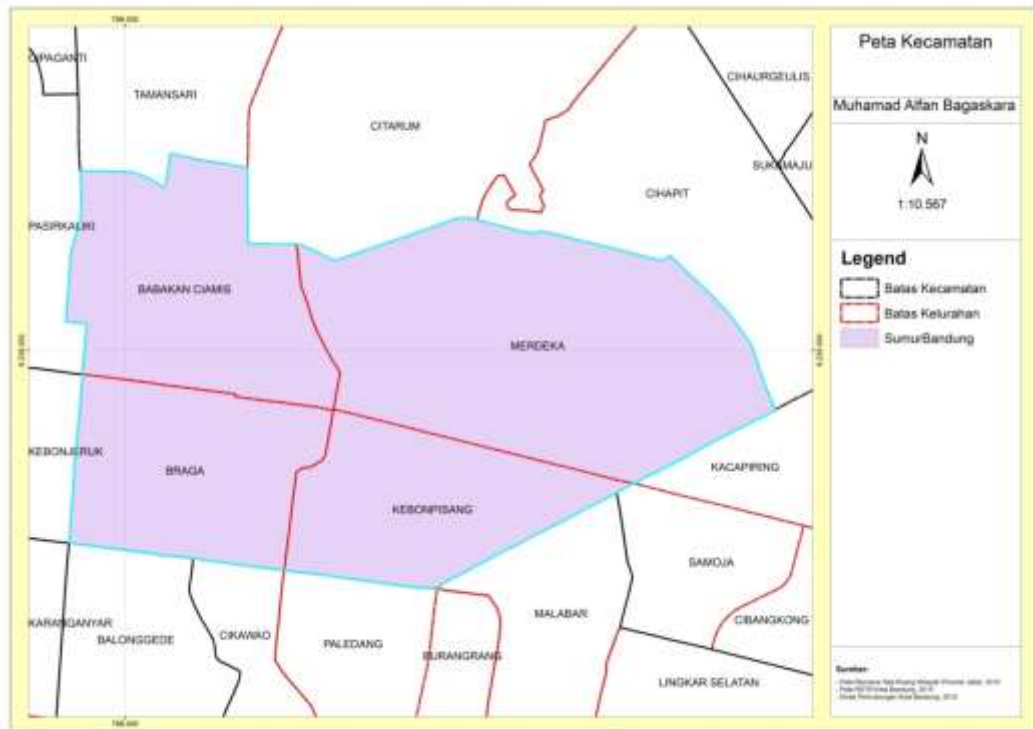 789,000
CIPAGANTI
TAMANSARI
CITARUM
CIHAURGEULIS
SUKAMAJU
CIHAPIT
PASIRKALIKI
BABAKAN CIAMIS
MERDEKA
KEBONJERUK
BRAGA
KACAPIRING
KEBONPISANG
SAMOJA
KARANGANYAR
BALONGGEDE
CIKAWAO
PALEDANG
BURANGRANG
MALABAR
CIBANGKONG
LINGKAR SELATAN
Peta Kecamatan
Muhamad Alfan Bagaskara
N
1:10.567
Legend
Batas Kecamatan
Batas Kelurahan
SumurBandung
Sumber: